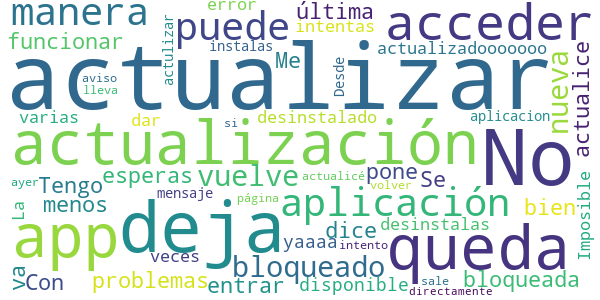 manera
puede
última
error
intentas
acceder
funcionar
instalas
Me
actualizadooooooo
actulizar
Desde
nueva
actualice
aviso
lleva
actualizar
varias
dar
si
desinstalado
aplicacion
No
actualización
ayer
Tengo
esperas
vuelve
actualicé
volver
pone
Se
Imposible
La
menos
mensaje
página
aplicación
bien
app
deja
yaaaa
dice
desinstalas
queda
intento
veces
va
Con
problemas
entrar
bloqueado
disponible
sale
bloqueada
directamente